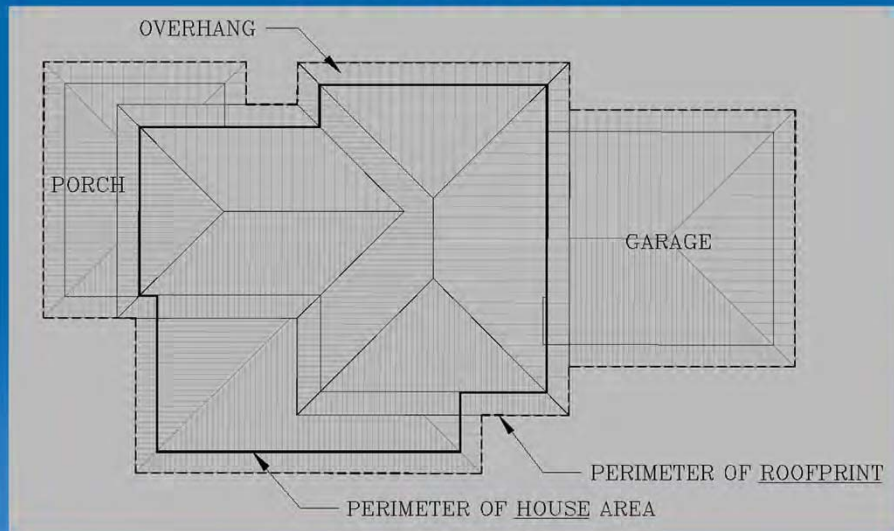 OVERHANG
PORCH
GARAGE
PERIMETER OF ROOFPRINT
PERIMETER OF HOUSE AREA